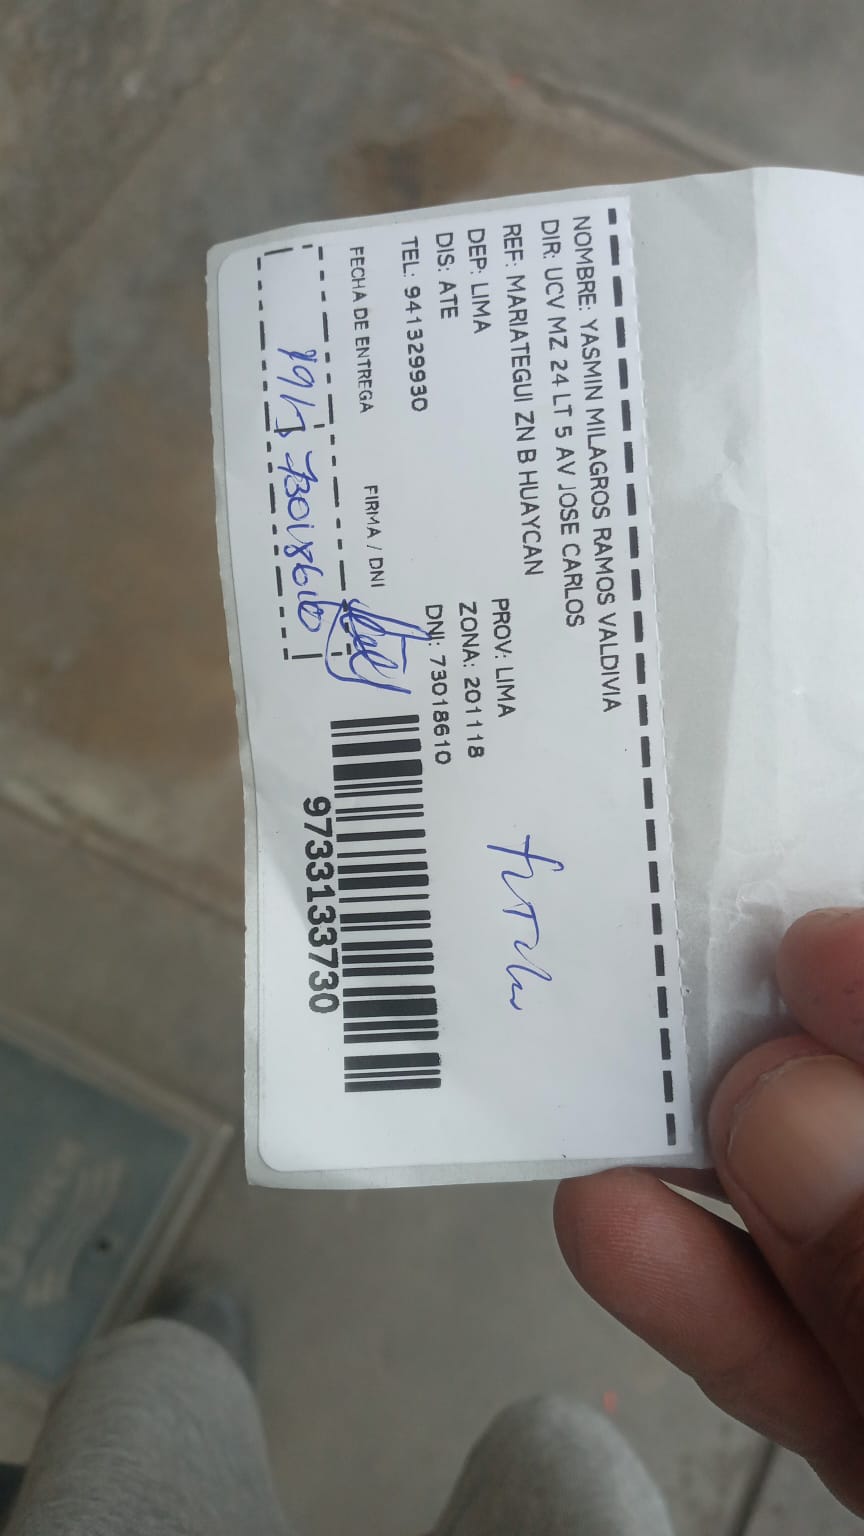 NOMBRE: YASMIN MILAGROS RAMOS VALDIVIA
DIR: UCV MZ 24 LT 5 AV JOSE CARLOS
REF: MARIATEGUI ZN B HUAYCAN
DEP: LIMA PROV: LIMA
DIS: ATE ZONA: 201118
TEL: 941329930 DNI: 73018610
FECHA DE ENTREGA FIRMA / DNI
73018610
9733133730